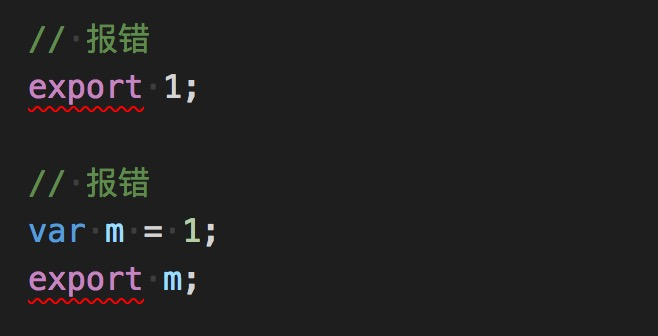 // 报错
export 1;
// 报错
var m = 1;
export m;